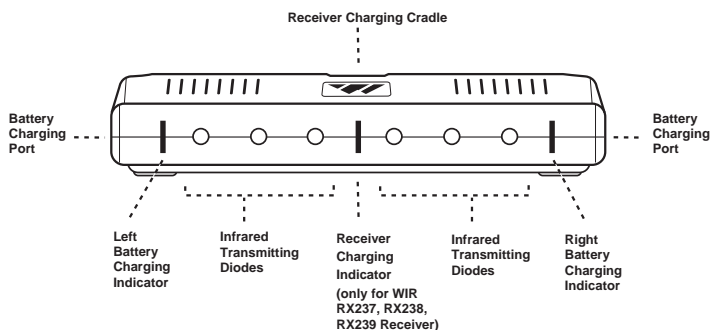 Receiver Charging Cradle
Battery
Charging
Port
Battery
Charging
Port
Left
Battery
Charging
Indicator
Infrared
Transmitting
Diodes
Receiver
Charging
Indicator
(only for WIR
RX237, RX238,
RX239 Receiver)
Infrared
Transmitting
Diodes
Right
Battery
Charging
Indicator